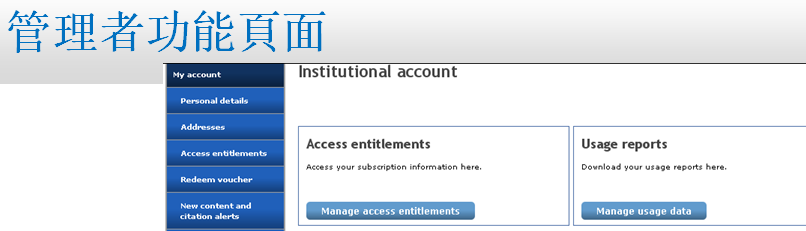 管理者功能頁面
My account
Personal details
Addresses
Access entitlements
Redeem voucher
New content and
citation alerts
Institutional account
Access entitlements
Access your subscription information here.
Manage access entitlements
Usage reports
Download your usage reports here.
Manage usage data